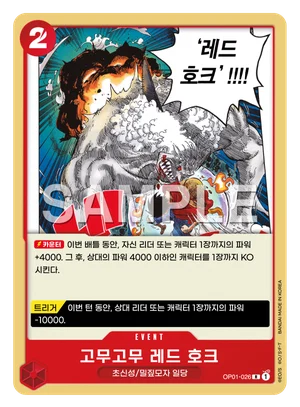 2
‘레드
호크’ !!!!
SAMPLE
카운터 이번 배틀 동안, 자신 리더 또는 캐릭터 1장까지의 파워
+4000. 그 후, 상대의 파워 4000 이하인 캐릭터를 1장까지 KO
시킨다.
트리거 이번 턴 동안, 상대 리더 또는 캐릭터 1장까지의 파워
-10000.
EVENT
고무고무 레드 호크
초신성/밀짚모자 일당
OP01-026 R 1
BANDAI MADE IN KOREA